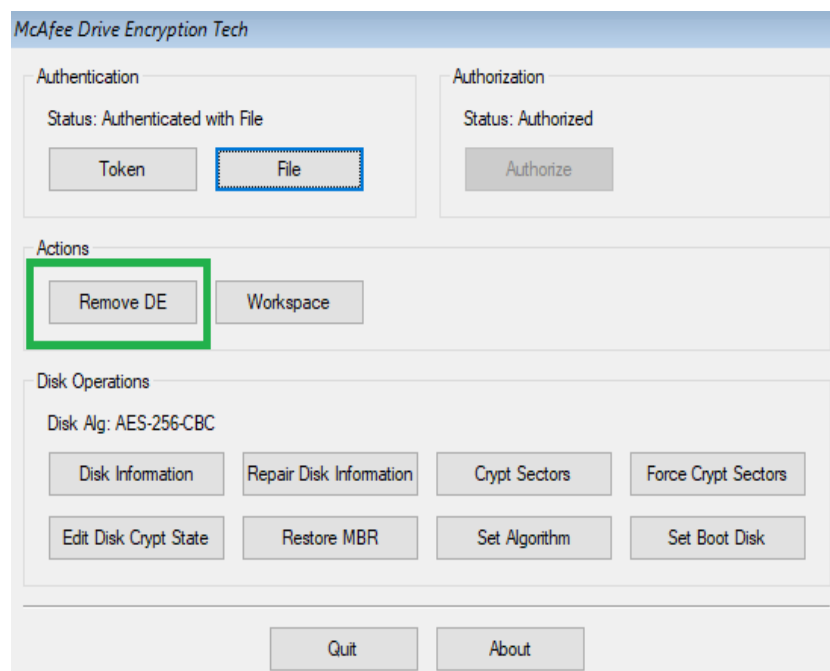 McAfee Drive Encryption Tech
Authentication
Authorization
Status: Authenticated with File
Status: Authorized
Token
File
Authorize
Actions
Remove DE
Workspace
Disk Operations
Disk Alg: AES-256-CBC
Disk Information
Repair Disk Information
Crypt Sectors
Force Crypt Sectors
Edit Disk Crypt State
Restore MBR
Set Algorithm
Set Boot Disk
Quit
About